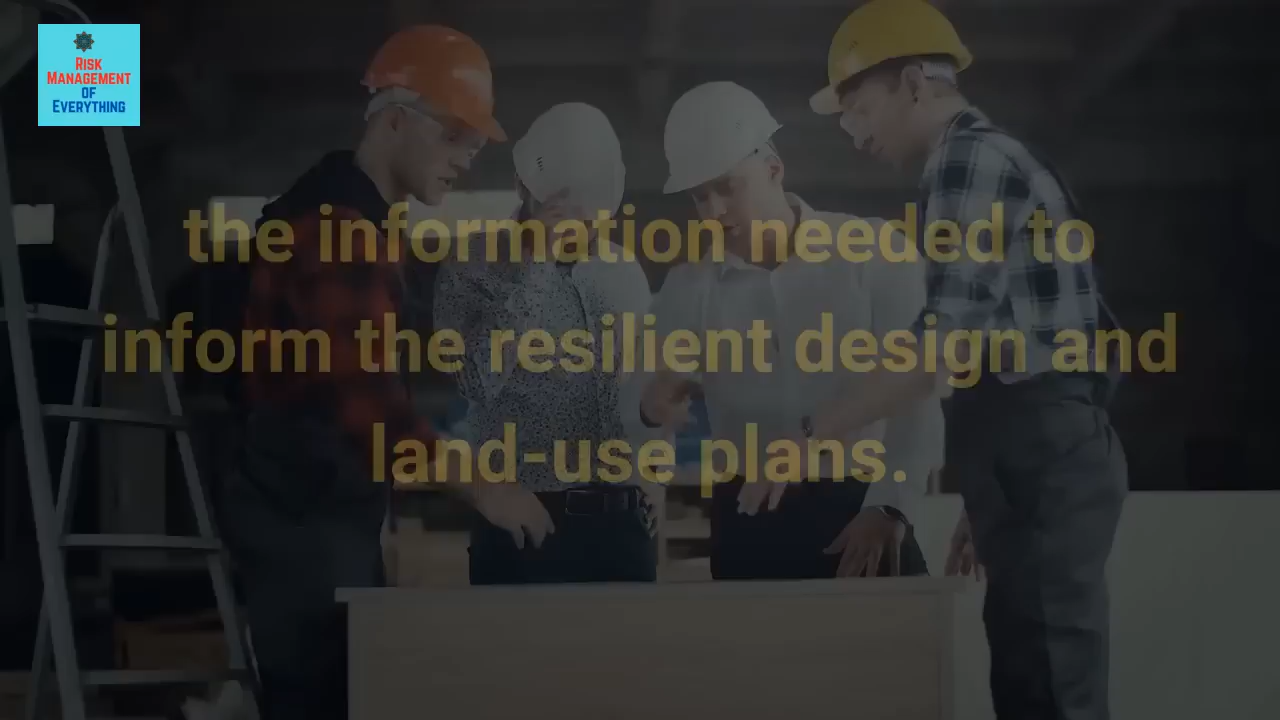 Risk
Management
of
Everything
the information needed to
inform the resilient design and
land-use plans.